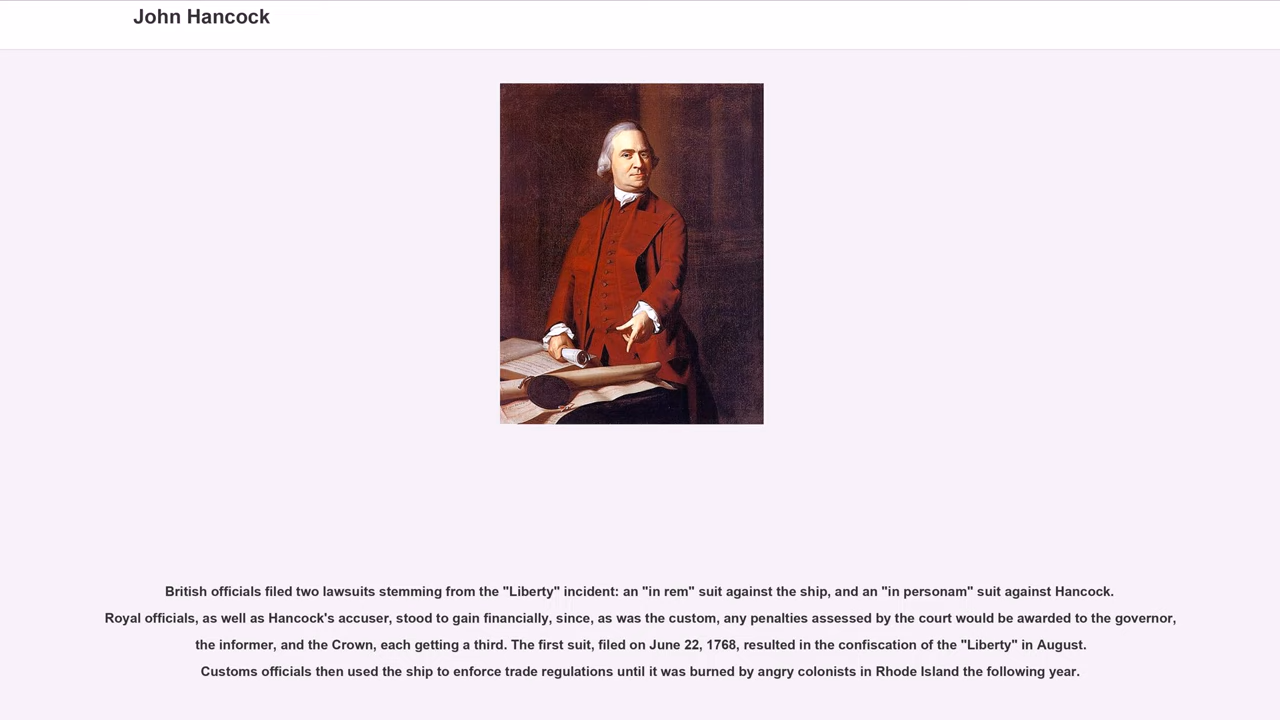 John Hancock
British officials filed two lawsuits stemming from the "Liberty" incident: an "in rem" suit against the ship, and an "in personam" suit against Hancock.
Royal officials, as well as Hancock's accuser, stood to gain financially, since, as was the custom, any penalties assessed by the court would be awarded to the governor,
the informer, and the Crown, each getting a third. The first suit, filed on June 22, 1768, resulted in the confiscation of the "Liberty" in August.
Customs officials then used the ship to enforce trade regulations until it was burned by angry colonists in Rhode Island the following year.